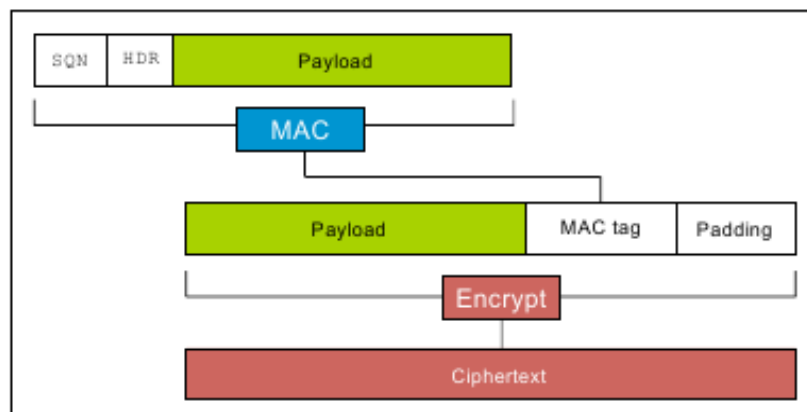 SQN HDR Payload
MAC
Payload MAC tag Padding
Encrypt
Ciphertext